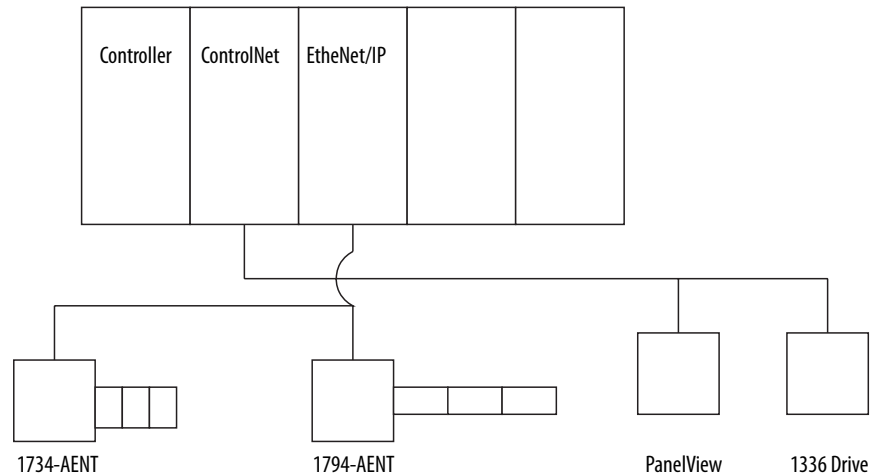 Controller
ControlNet
EtheNet/IP
1734-AENT
1794-AENT
PanelView
1336 Drive